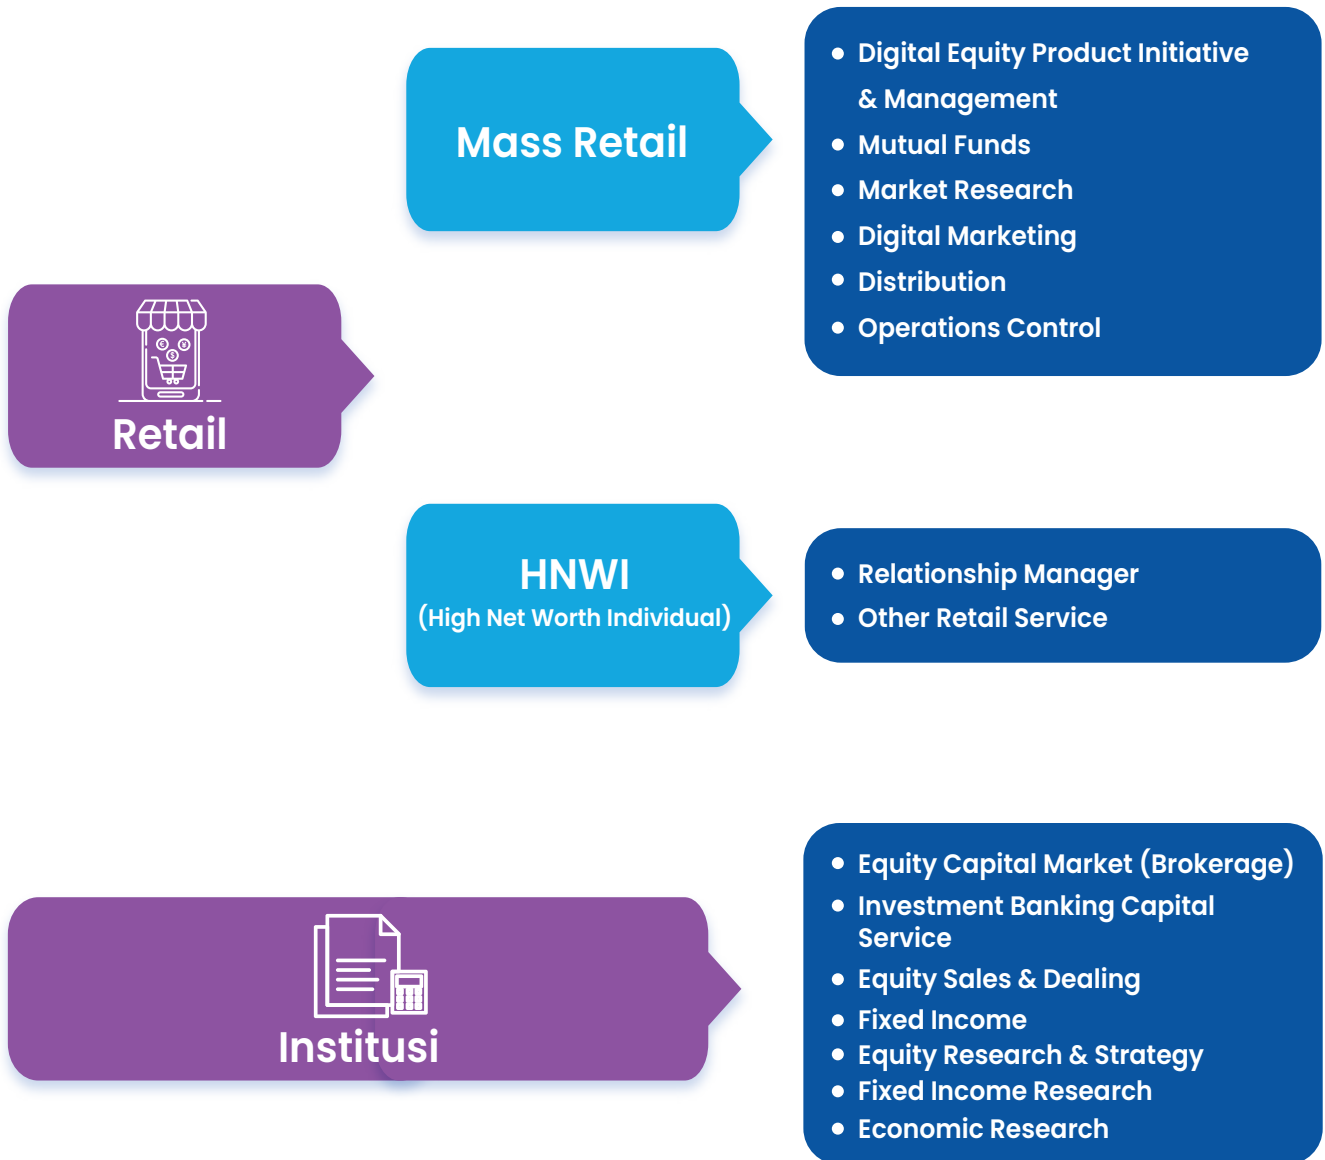 Retail
Mass Retail
Digital Equity Product Initiative
& Management
Mutual Funds
Market Research
Digital Marketing
Distribution
Operations Control
HNWI
(High Net Worth Individual)
Relationship Manager
Other Retail Service
Institusi
Equity Capital Market (Brokerage)
Investment Banking Capital
Service
Equity Sales & Dealing
Fixed Income
Equity Research & Strategy
Fixed Income Research
Economic Research